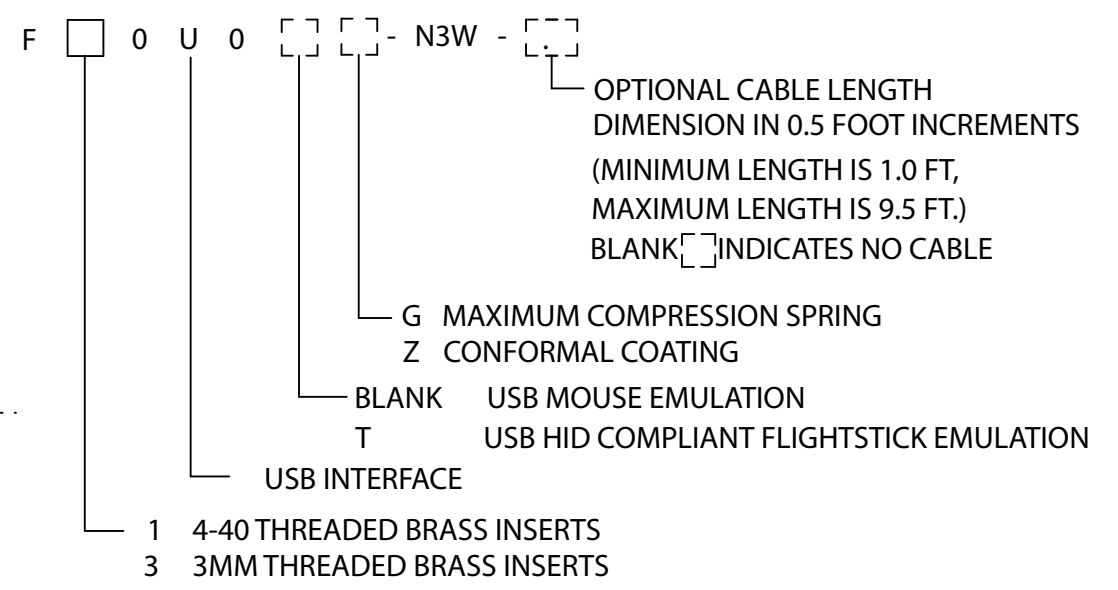 F 0 U 0 - N3W - .
OPTIONAL CABLE LENGTH
DIMENSION IN 0.5 FOOT INCREMENTS
(MINIMUM LENGTH IS 1.0 FT,
MAXIMUM LENGTH IS 9.5 FT.)
BLANK INDICATES NO CABLE
G MAXIMUM COMPRESSION SPRING
Z CONFORMAL COATING
BLANK USB MOUSE EMULATION
T USB HID COMPLIANT FLIGHTSTICK EMULATION
USB INTERFACE
1 4-40 THREADED BRASS INSERTS
3 3MM THREADED BRASS INSERTS